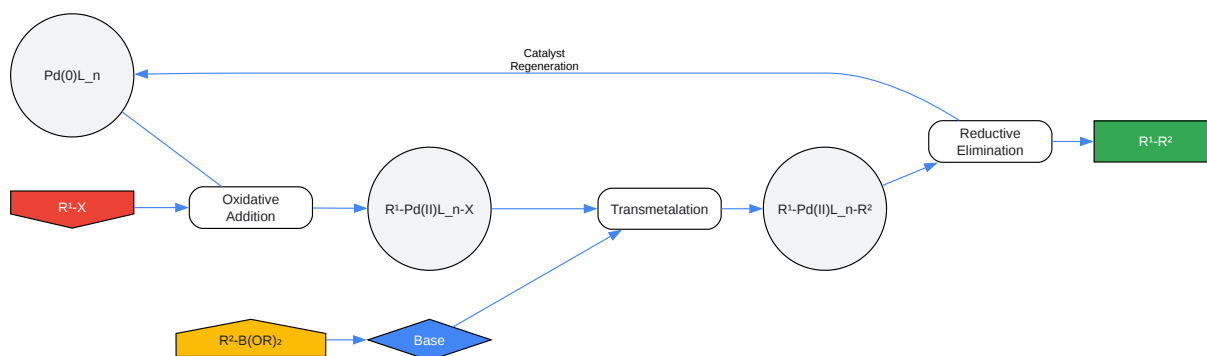 Catalyst
Regeneration
Pd(0)L_n
Reductive
Elimination
R¹-R²
R¹-X
Oxidative
Addition
R¹-Pd(II)L_n-X
Transmetalation
R¹-Pd(II)L_n-R²
R²-B(OR)₂
Base